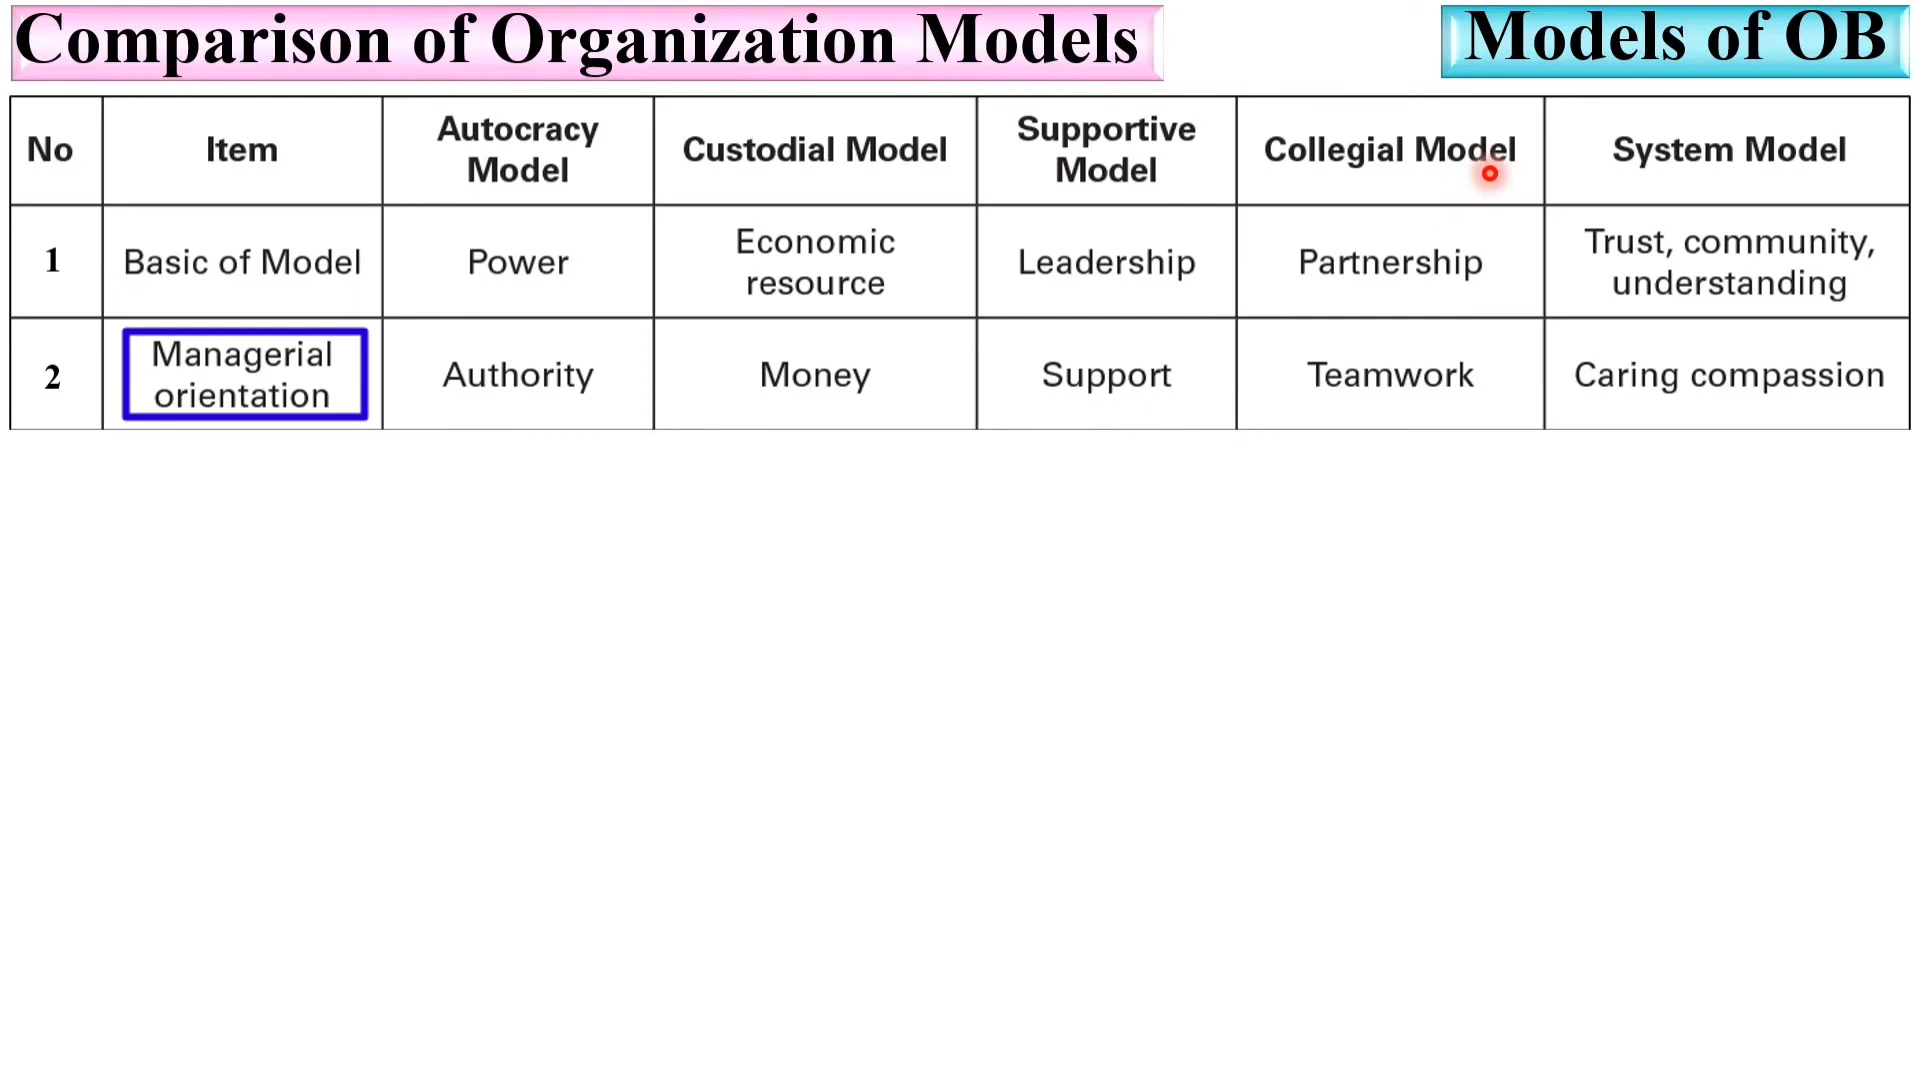 Comparison of Organization Models
Models of OB
No
Item
Autocracy
Model
Custodial Model
Supportive
Model
Collegial Model
System Model
1
Basic of Model
Power
Economic
resource
Leadership
Partnership
Trust, community,
understanding
2
Managerial
orientation
Authority
Money
Support
Teamwork
Caring compassion